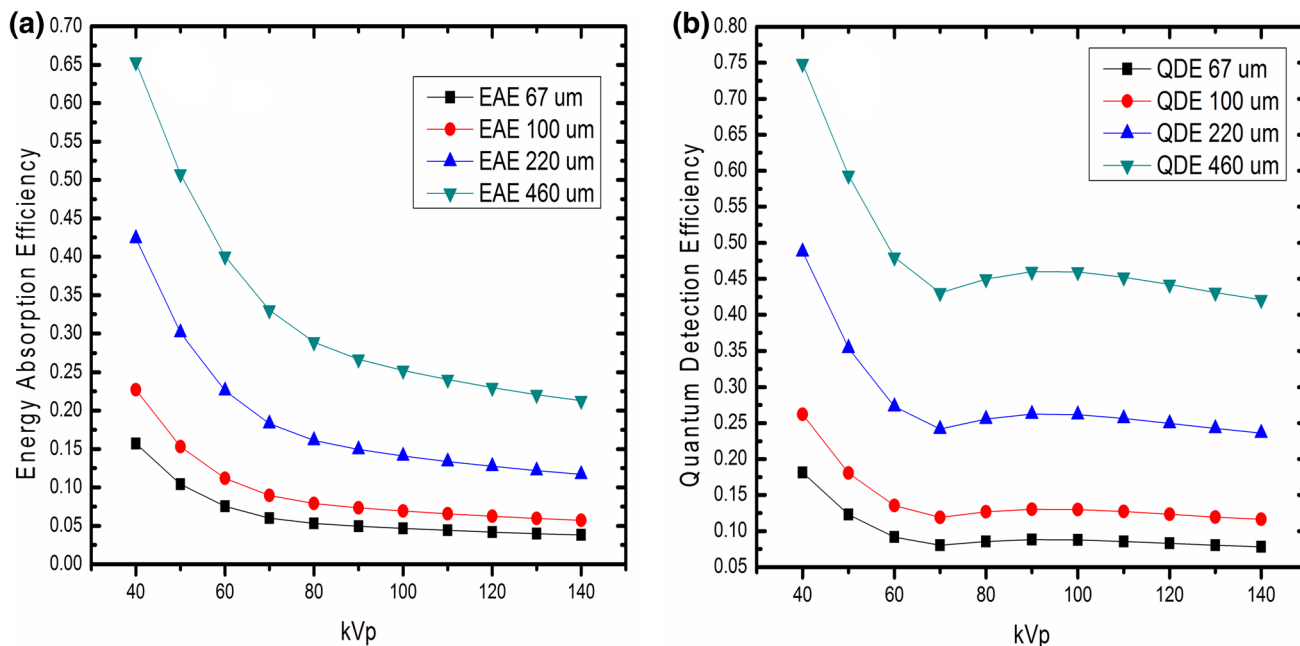 (a)
0.70
0.65
0.60
0.55
0.50
0.45
0.40
0.35
0.30
0.25
0.20
0.15
0.10
0.05
0.00
Energy Absorption Efficiency
EAE 67 um
EAE 100 um
EAE 220 um
EAE 460 um
40 60 80 100 120 140
kVp
(b)
0.80
0.75
0.70
0.65
0.60
0.55
0.50
0.45
0.40
0.35
0.30
0.25
0.20
0.15
0.10
0.05
Quantum Detection Efficiency
QDE 67 um
QDE 100 um
QDE 220 um
QDE 460 um
40 60 80 100 120 140
kVp